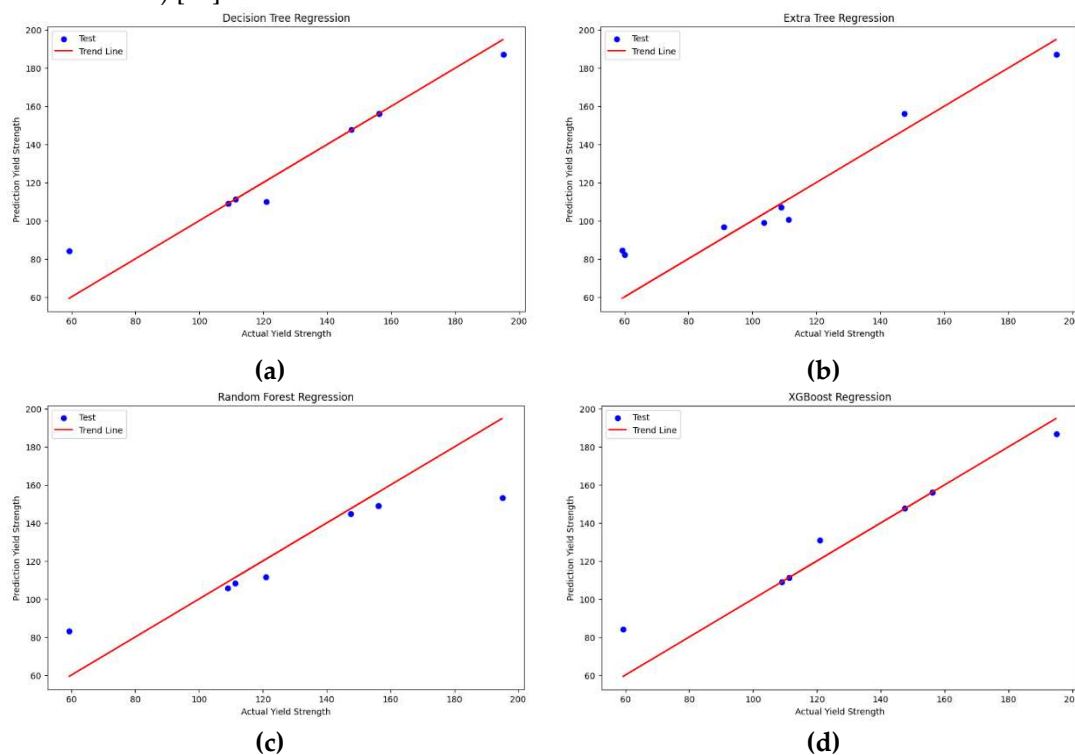 Decision Tree Regression
Test
Trend Line
200
180
160
140
120
100
80
60
Prediction Yield Strength
60 80 100 120 140 160 180 200
Actual Yield Strength
(a)
Extra Tree Regression
Test
Trend Line
200
180
160
140
120
100
80
60
Prediction Yield Strength
60 80 100 120 140 160 180
Actual Yield Strength
(b)
Random Forest Regression
Test
Trend Line
200
180
160
140
120
100
80
60
Prediction Yield Strength
60 80 100 120 140 160 180 200
Actual Yield Strength
(c)
XGBoost Regression
Test
Trend Line
200
180
160
140
120
100
80
60
Prediction Yield Strength
60 80 100 120 140 160 180
Actual Yield Strength
(d)